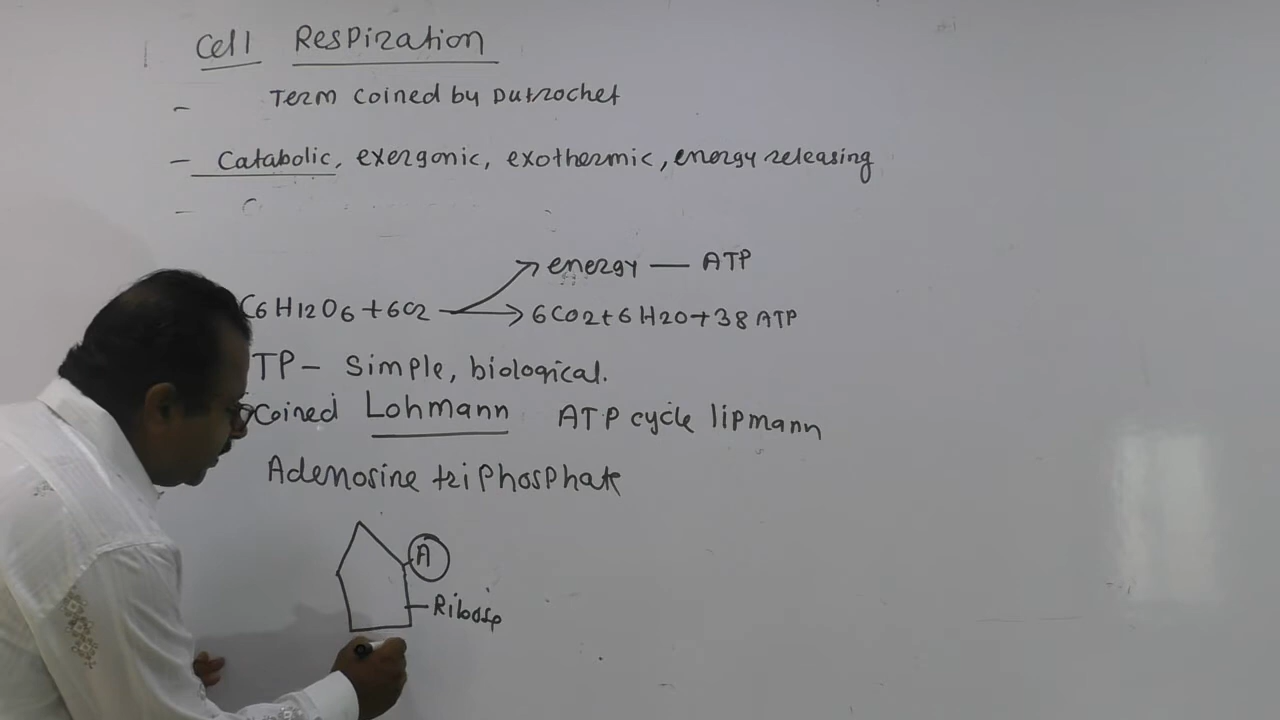 Cell Respiration
- Term coined by Dutrochet
- Catabolic, exergonic, exothermic, energy releasing
-
energy — ATP
C6H12O6 + 6O2 → 6CO2 + 6H2O + 38 ATP
TP - Simple, biological.
coined Lohmann ATP cycle lipmann
Adenosine triphosphate
A